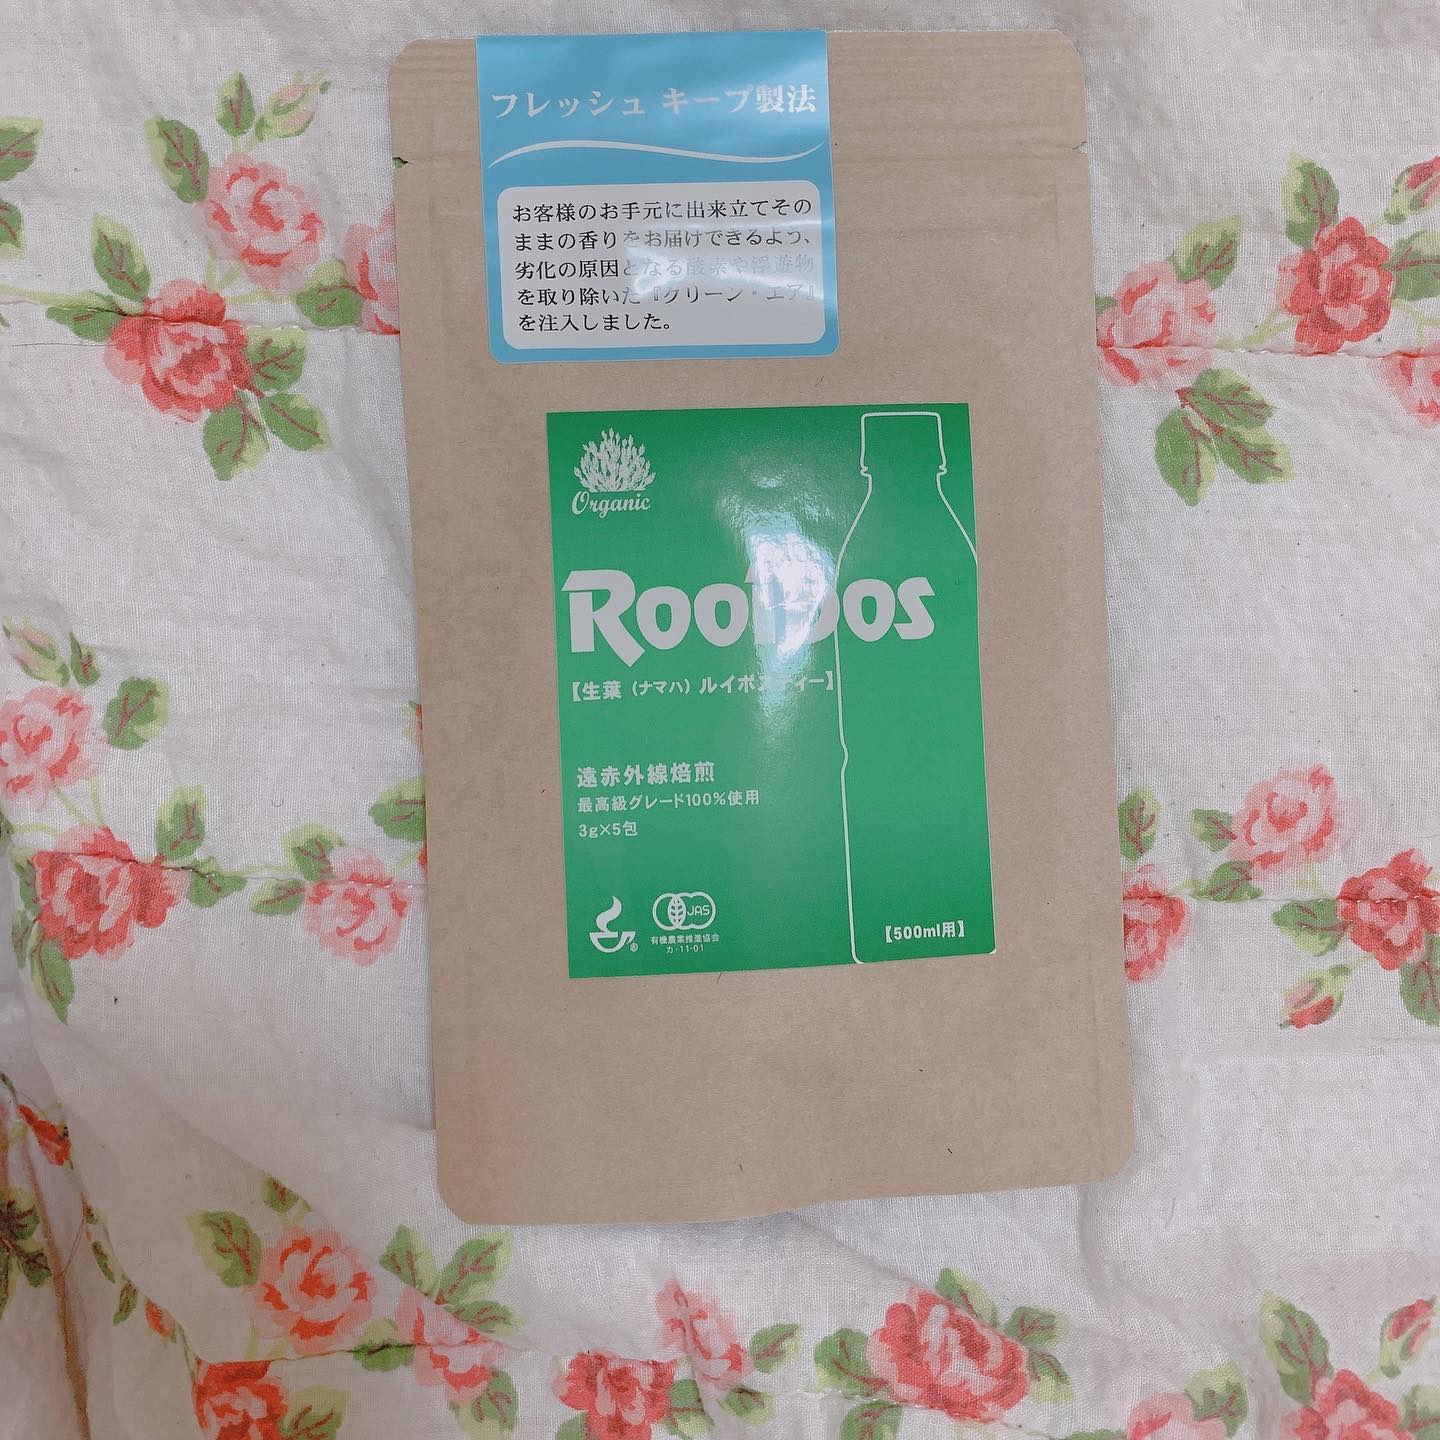 フレッシュ キープ製法
お客様のお手元に出来立てその
ままの香りをお届けできるよう、
劣化の原因となる酸素や浮遊物
を取り除いた『クリーン・エア』
を注入しました。
Organic
Rooibos
【生葉（ナマハ）ルイボスティー】
遠赤外線焙煎
最高級グレード100%使用
3g×5包
JAS
有機農業推進協会
カ-11-01
®
【500ml用】